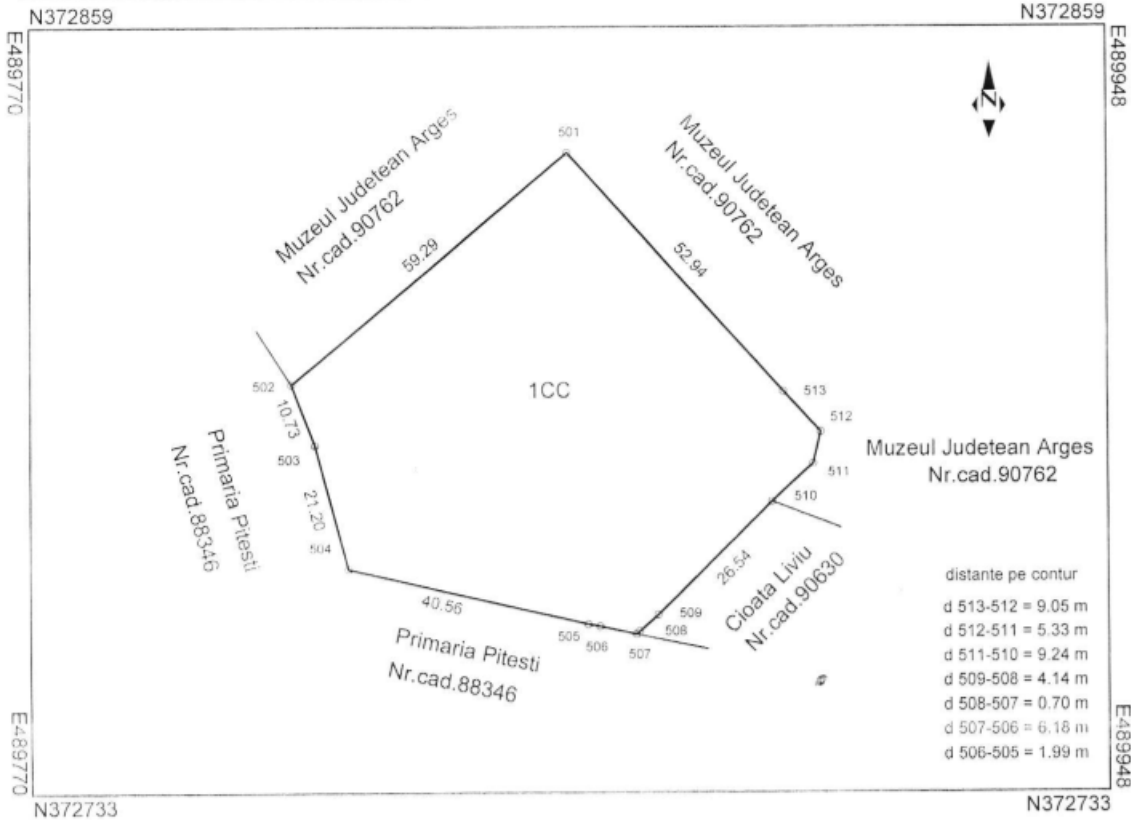 N372859
N372859
E489770
E489948
N
501
Muzeul Judetean Arges
Nr.cad.90762
59.29
Muzeul Judetean Arges
Nr.cad.90762
52.94
502
10.73
503
1CC
513
512
511
510
Muzeul Judetean Arges
Nr.cad.90762
Primaria Pitesti
Nr.cad.88346
21.20
504
40.56
26.54
Cioata Liviu
Nr.cad.90630
509
508
507
506
505
Primaria Pitesti
Nr.cad.88346
distante pe contur
d 513-512 = 9.05 m
d 512-511 = 5.33 m
d 511-510 = 9.24 m
d 509-508 = 4.14 m
d 508-507 = 0.70 m
d 507-506 = 6.18 m
d 506-505 = 1.99 m
E489770
E489948
N372733
N372733